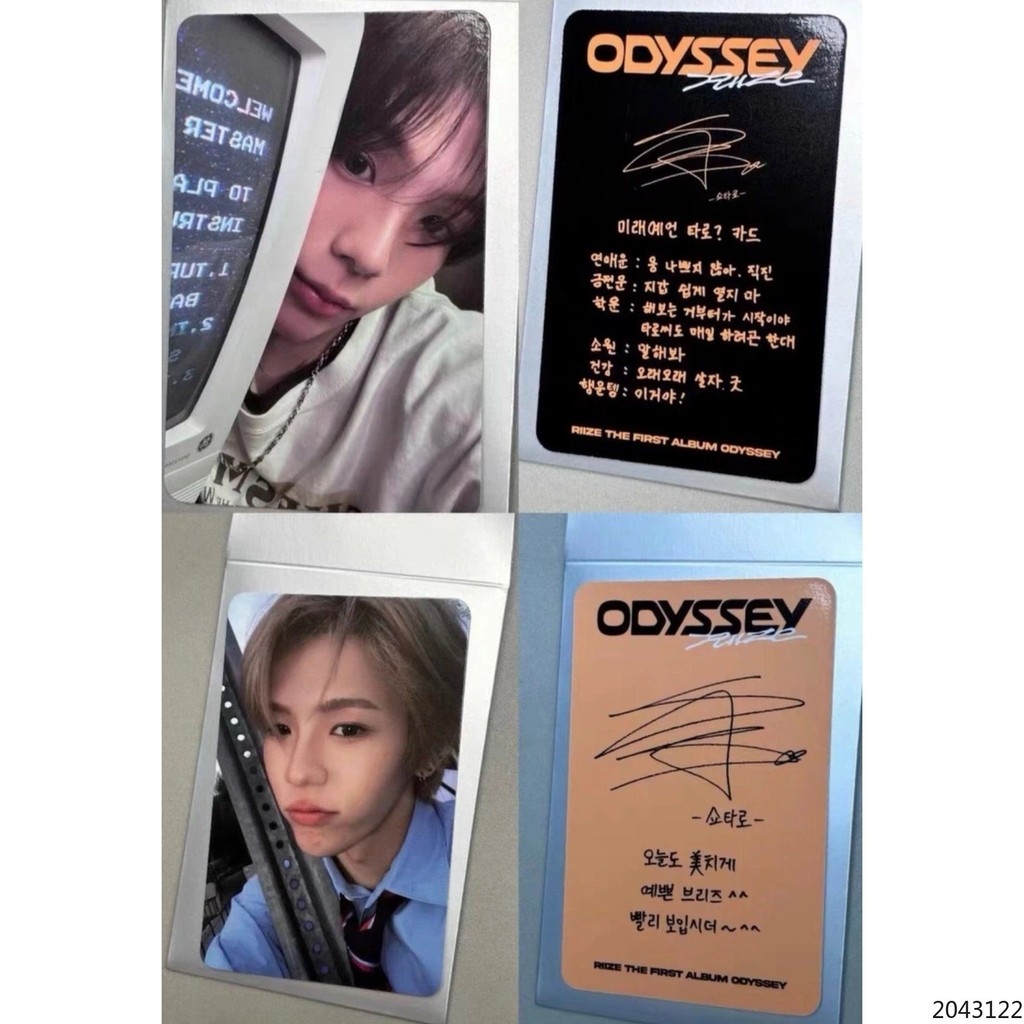 WELCOME
MASTER
TO PLA
INSTRU
1.TUR
BA
2.T
S
3.
ODYSSEY
RIIZE
-쇼타로-
미래예언 타로? 카드
연애운 : 응 나쁘지 않아. 직진
금전운 : 지갑 쉽게 열지 마
학운 : 해보는 거부터가 시작이야
타로써도 매일 하려곤 한대
소원 : 말해봐
건강 : 오래오래 살자. 굿
행운템 : 이거야!
RIIZE THE FIRST ALBUM ODYSSEY
ODYSSEY
RIIZE
-쇼타로-
오늘도 美치게
예쁜 브리즈 ^^
빨리 보입시더~^^
RIIZE THE FIRST ALBUM ODYSSEY
2043122